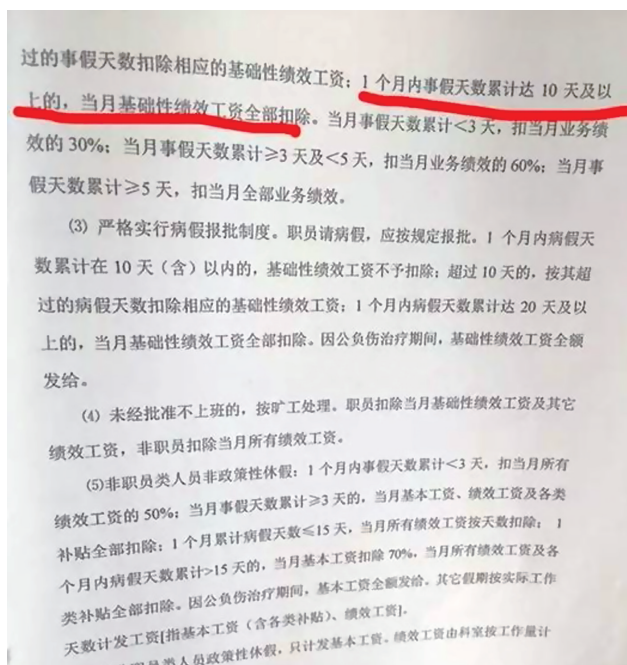 过的事假天数扣除相应的基础性绩效工资；1 个月内事假天数累计达 10 天及以
上的，当月基础性绩效工资全部扣除。当月事假天数累计<3 天，扣当月业务绩
效的 30%；当月事假天数累计≥3 天及<5 天，扣当月业务绩效的 60%；当月事
假天数累计≥5 天，扣当月全部业务绩效。
(3) 严格实行病假报批制度。职员请病假，应按规定报批。1 个月内病假天
数累计在 10 天（含）以内的，基础性绩效工资不予扣除；超过 10 天的，按其超
过的病假天数扣除相应的基础性绩效工资；1 个月内病假天数累计达 20 天及以
上的，当月基础性绩效工资全部扣除。因公负伤治疗期间，基础性绩效工资全额
发给。
(4) 未经批准不上班的，按旷工处理。职员扣除当月基础性绩效工资及其它
绩效工资，非职员扣除当月所有绩效工资。
(5)非职员类人员非政策性休假：1 个月内事假天数累计<3 天，扣当月所有
绩效工资的 50%；当月事假天数累计≥3 天的，当月基本工资、绩效工资及各类
补贴全部扣除；1 个月累计病假天数≤15 天，当月所有绩效工资按天数扣除； 1
个月内病假天数累计>15 天的，当月基本工资扣除 70%，当月所有绩效工资及各
类补贴全部扣除。因公负伤治疗期间，基本工资全额发给。其它假期按实际工作
天数计发工资[指基本工资（含各类补贴）、绩效工资]。
职员类人员政策性休假，只计发基本工资。绩效工资由科室按工作量计